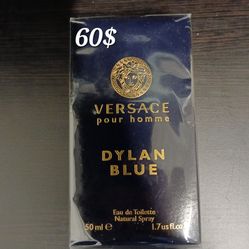 60$
VERSACE
pour homme
DYLAN
BLUE
Eau de Toilette
Natural Spray
50 ml e 1.7 us fl.oz